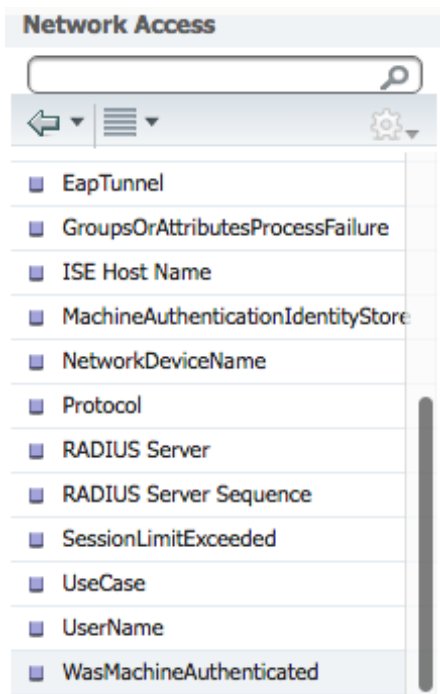 Network Access
EapTunnel
GroupsOrAttributesProcessFailure
ISE Host Name
MachineAuthenticationIdentityStore
NetworkDeviceName
Protocol
RADIUS Server
RADIUS Server Sequence
SessionLimitExceeded
UseCase
UserName
WasMachineAuthenticated